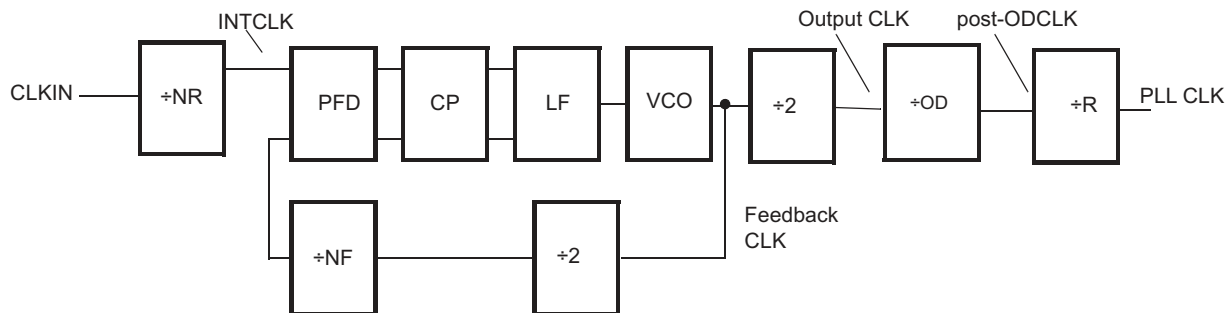 INTCLK
Output CLK
post-ODCLK
CLKIN
÷NR
PFD
CP
LF
VCO
÷2
÷OD
÷R
PLL CLK
Feedback
CLK
÷NF
÷2